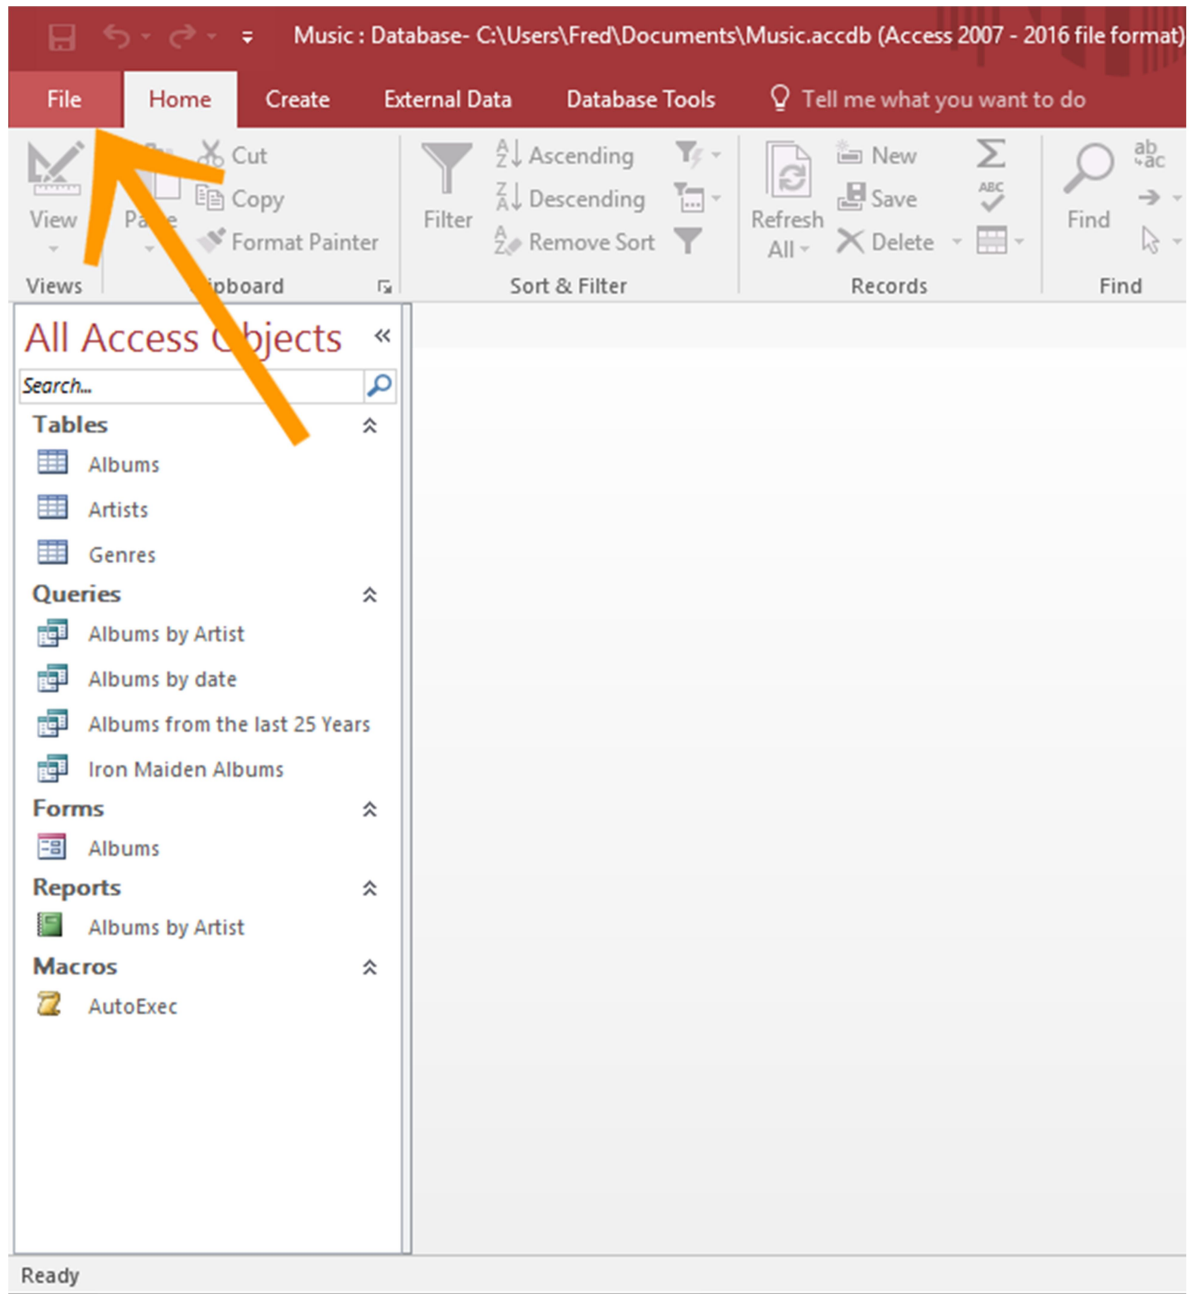 Music : Database- C:\Users\Fred\Documents\Music.accdb (Access 2007 - 2016 file format)
File Home Create External Data Database Tools Tell me what you want to do
Cut
Copy
Format Painter
View
Views
Filter
Ascending
Descending
Remove Sort
Sort & Filter
Refresh
All
New
Save
Delete
ABC
Records
Find
ab
ac
Find
All Access Objects
Search...
Tables
Albums
Artists
Genres
Queries
Albums by Artist
Albums by date
Albums from the last 25 Years
Iron Maiden Albums
Forms
Albums
Reports
Albums by Artist
Macros
AutoExec
Ready